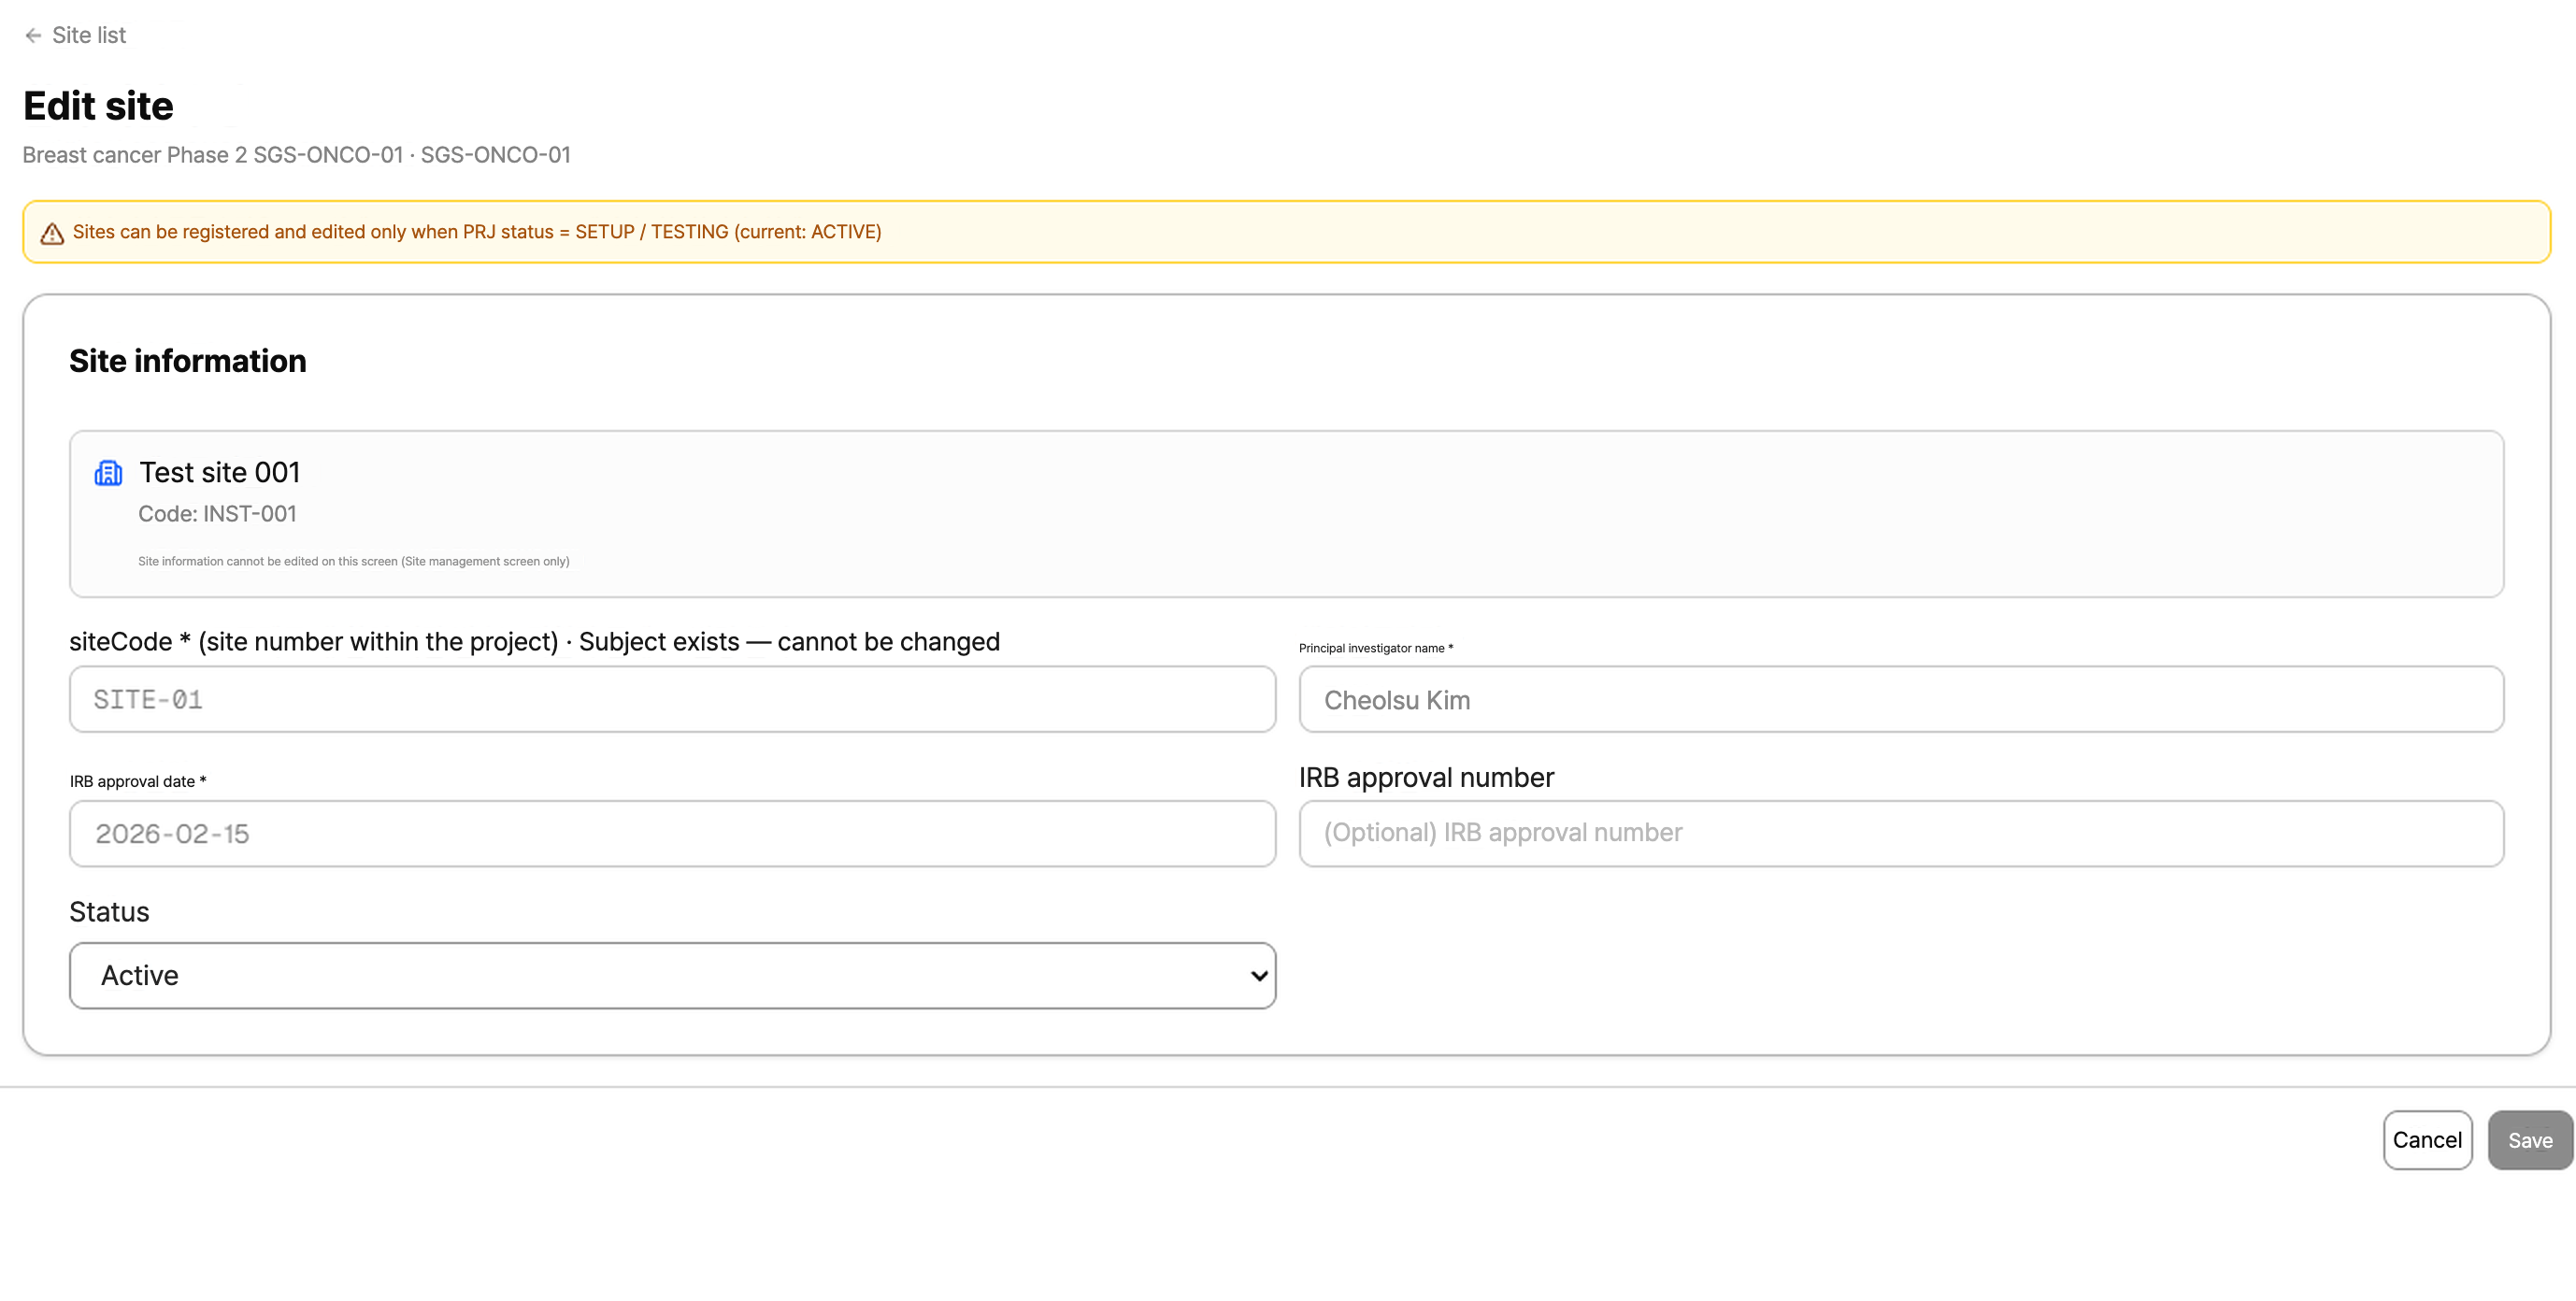 Site list
Edit site
Breast cancer Phase 2 SGS-ONCO-01 · SGS-ONCO-01
Sites can be registered and edited only when PRJ status = SETUP / TESTING (current: ACTIVE)
Site information
Test site 001
Code: INST-001
Site information cannot be edited on this screen (Site management screen only)
siteCode * (site number within the project) · Subject exists — cannot be changed
SITE-01
Principal investigator name *
Cheolsu Kim
IRB approval date *
2026-02-15
IRB approval number
(Optional) IRB approval number
Status
Active
Cancel
Save